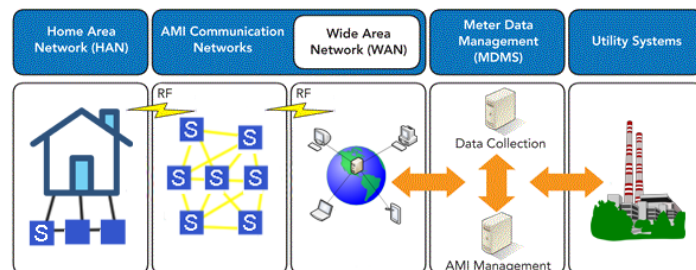 Home Area
Network (HAN)
AMI Communication
Networks
Wide Area
Network (WAN)
Meter Data
Management
(MDMS)
Utility Systems
RF
RF
S
S
S
S
S
S
S
S
Data Collection
AMI Management